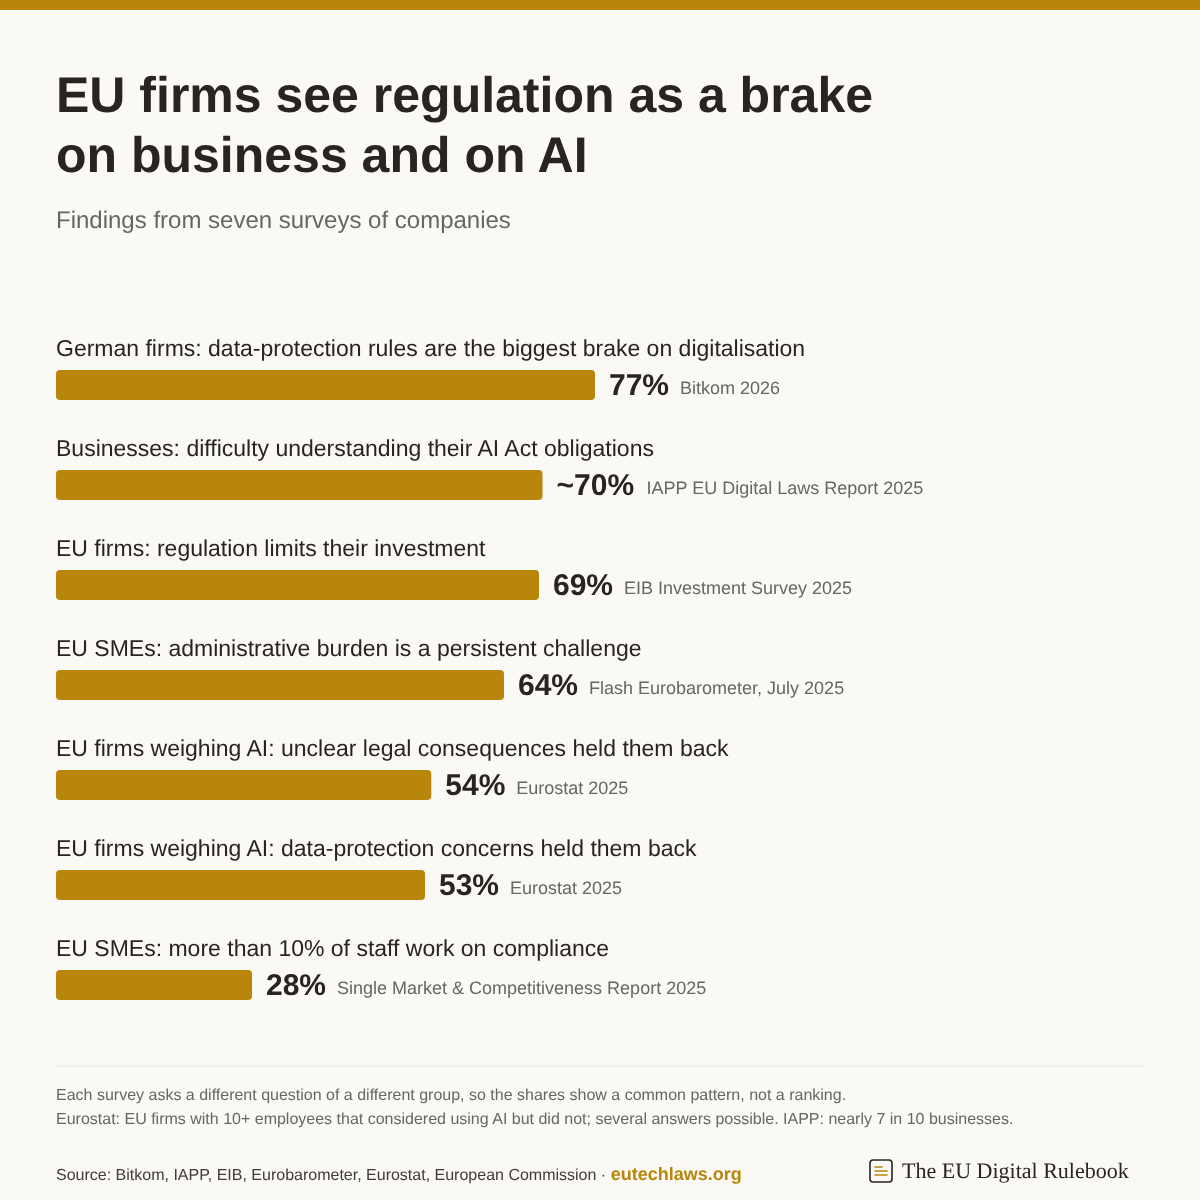 EU firms see regulation as a brake
on business and on AI
Findings from seven surveys of companies
German firms: data-protection rules are the biggest brake on digitalisation
77% Bitkom 2026
Businesses: difficulty understanding their AI Act obligations
~70% IAPP EU Digital Laws Report 2025
EU firms: regulation limits their investment
69% EIB Investment Survey 2025
EU SMEs: administrative burden is a persistent challenge
64% Flash Eurobarometer, July 2025
EU firms weighing AI: unclear legal consequences held them back
54% Eurostat 2025
EU firms weighing AI: data-protection concerns held them back
53% Eurostat 2025
EU SMEs: more than 10% of staff work on compliance
28% Single Market & Competitiveness Report 2025
Each survey asks a different question of a different group, so the shares show a common pattern, not a ranking.
Eurostat: EU firms with 10+ employees that considered using AI but did not; several answers possible. IAPP: nearly 7 in 10 businesses.
Source: Bitkom, IAPP, EIB, Eurobarometer, Eurostat, European Commission · eutechlaws.org
The EU Digital Rulebook